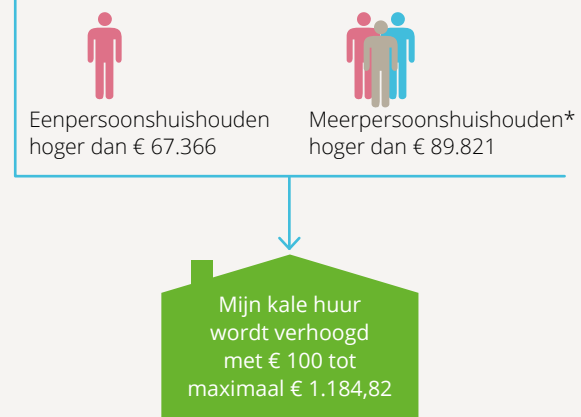 Eenpersoonshuishouden
hoger dan € 67.366
Meerpersoonshuishouden*
hoger dan € 89.821
Mijn kale huur
wordt verhoogd
met € 100 tot
maximaal € 1.184,82